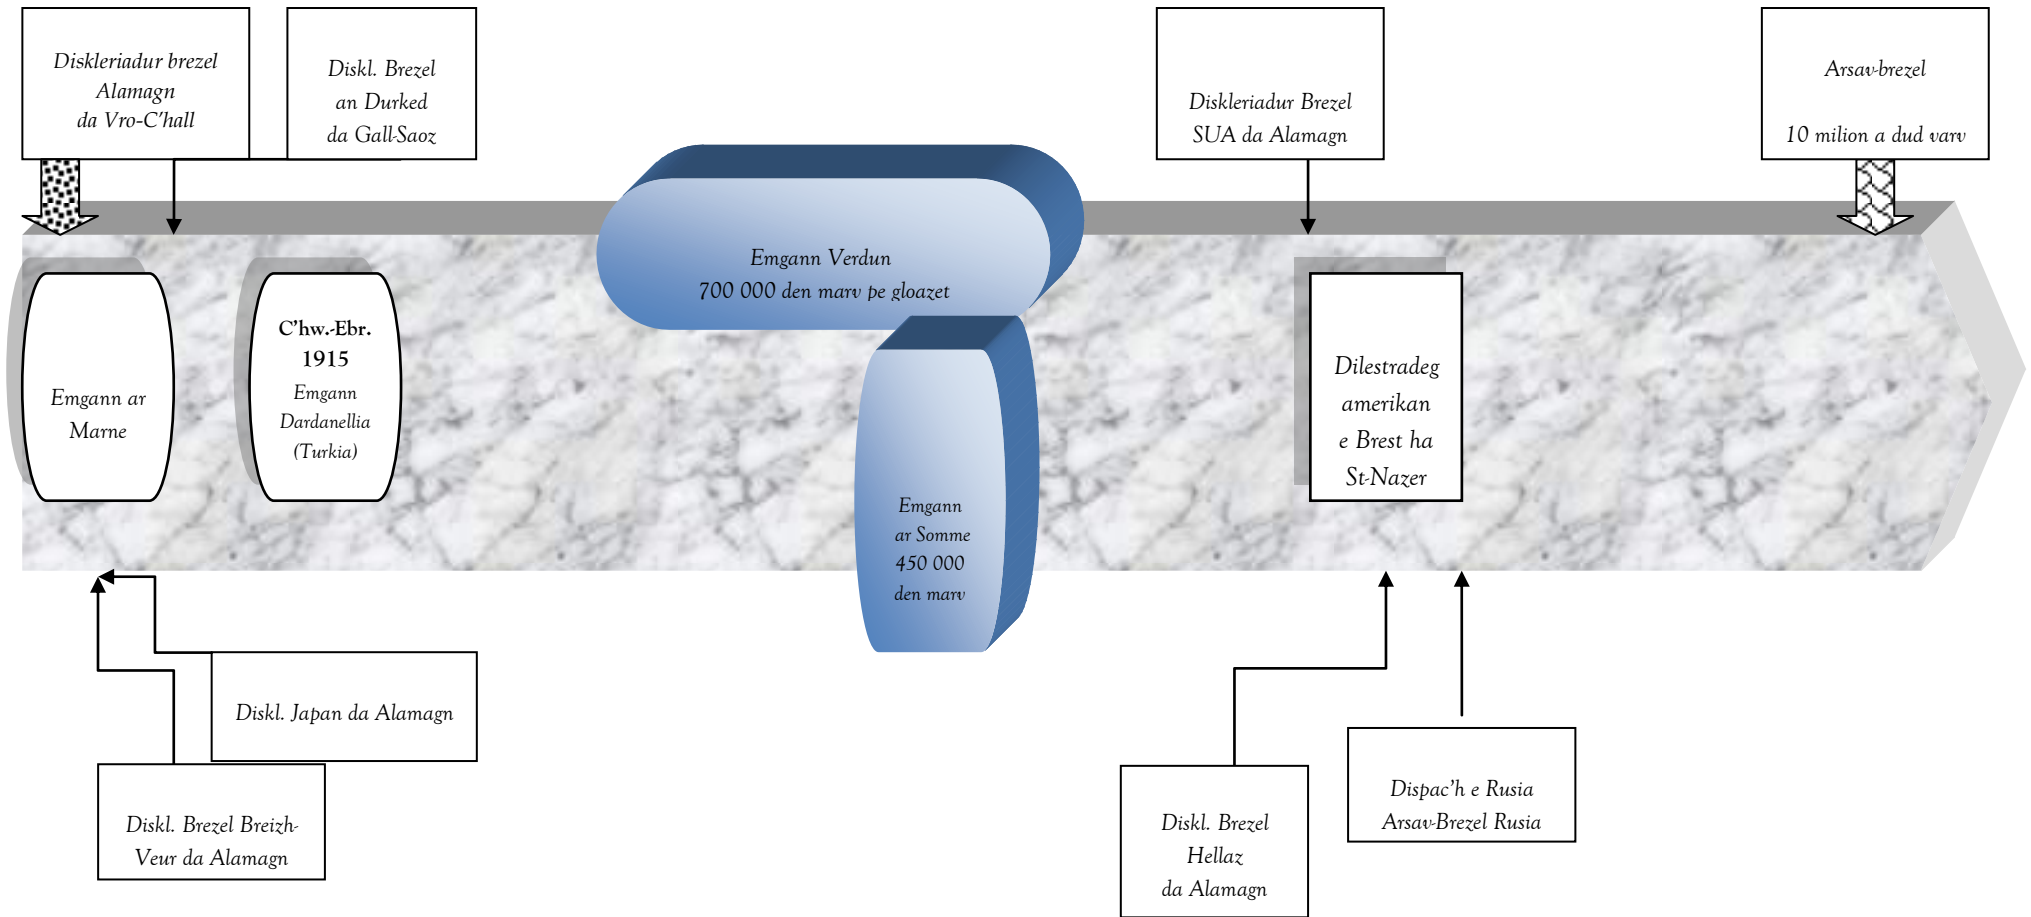 Diskleriadur brezel
Alamagn
da Vro-C'hall
Diskl. Brezel
an Durked
da Gall-Saoz
Diskleriadur Brezel
SUA da Alamagn
Arsav-brezel
10 milion a dud varv
Emgann Verdun
700 000 den marv pe gloazet
Emgann ar
Marne
C'hw.-Ebr.
1915
Emgann
Dardanellia
(Turkia)
Emgann
ar Somme
450 000
den marv
Dilestradeg
amerikan
e Brest ha
St-Nazer
Diskl. Japan da Alamagn
Diskl. Brezel Breizh-
Veur da Alamagn
Diskl. Brezel
Hellaz
da Alamagn
Dispac'h e Rusia
Arsav-Brezel Rusia